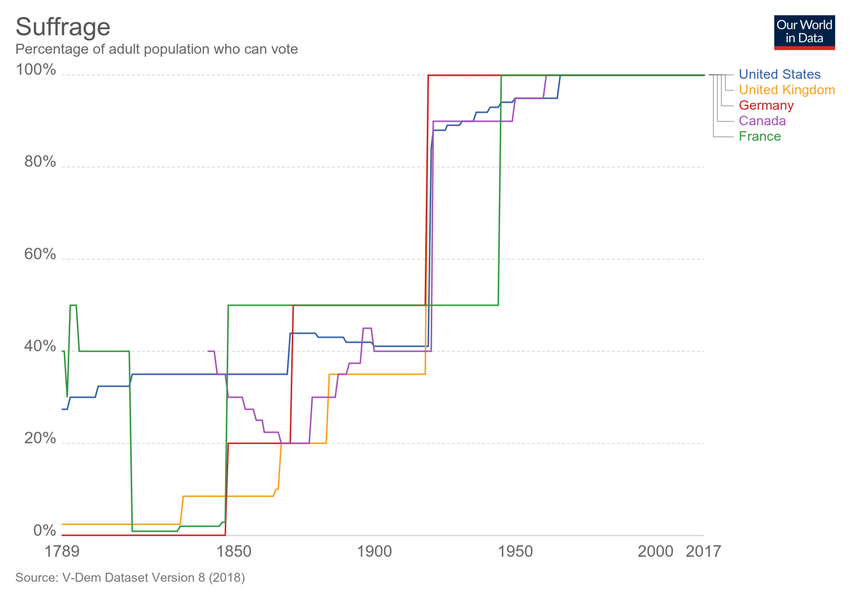 Suffrage
Percentage of adult population who can vote
Our World
in Data
100%
80%
60%
40%
20%
0%
1789
1850
1900
1950
2000
2017
United States
United Kingdom
Germany
Canada
France
Source: V-Dem Dataset Version 8 (2018)